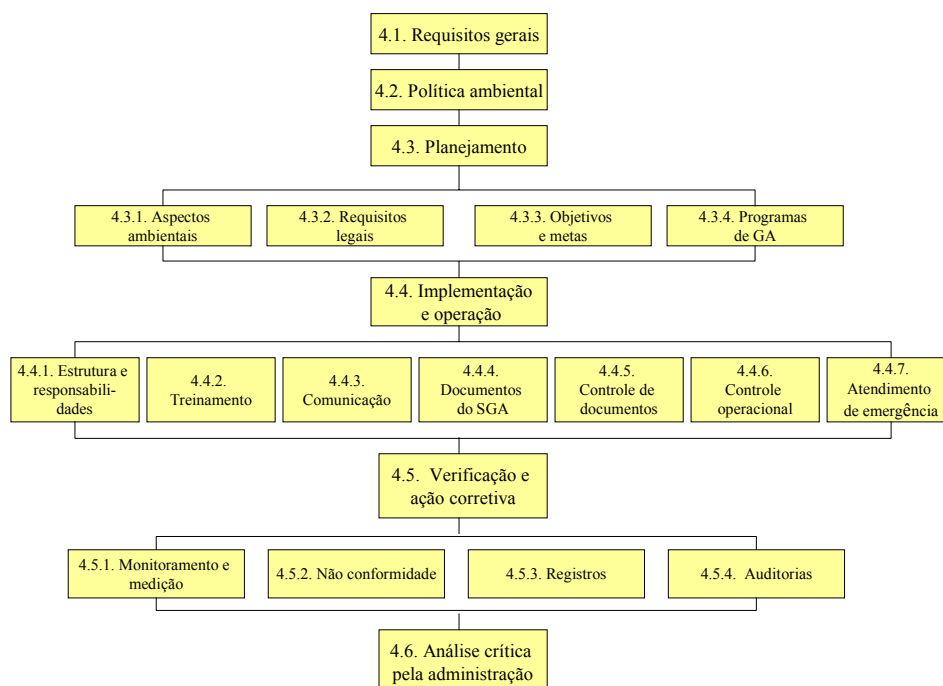 4.1. Requisitos gerais
4.2. Política ambiental
4.3. Planejamento
4.3.1. Aspectos
ambientais
4.3.2. Requisitos
legais
4.3.3. Objetivos
e metas
4.3.4. Programas
de GA
4.4. Implementação
e operação
4.4.1. Estrutura e
responsabili-
dades
4.4.2.
Treinamento
4.4.3.
Comunicação
4.4.4.
Documentos
do SGA
4.4.5.
Controle de
documentos
4.4.6.
Controle
operacional
4.4.7.
Atendimento
de emergência
4.5. Verificação e
ação corretiva
4.5.1. Monitoramento e
medição
4.5.2. Não conformidade
4.5.3. Registros
4.5.4. Auditorias
4.6. Análise crítica
pela administração